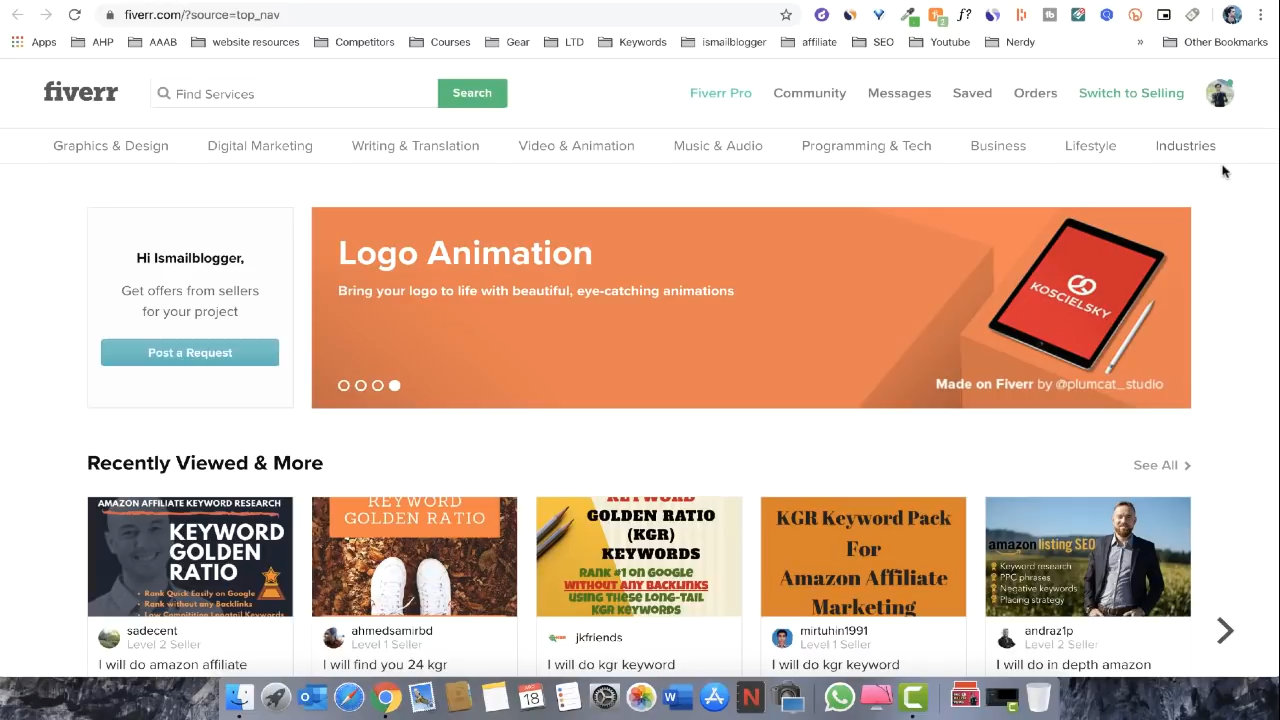 fiverr.com/?source=top_nav
f?
2
Apps AHP AAAB website resources Competitors Courses Gear LTD Keywords ismailblogger affiliate SEO Youtube Nerdy » Other Bookmarks
fiverr Find Services Search Fiverr Pro Community Messages Saved Orders Switch to Selling
Graphics & Design Digital Marketing Writing & Translation Video & Animation Music & Audio Programming & Tech Business Lifestyle Industries
Hi Ismailblogger,
Get offers from sellers
for your project
Post a Request
Logo Animation
Bring your logo to life with beautiful, eye-catching animations
KOSCIELSKY
Made on Fiverr by @plumcat_studio
Recently Viewed & More See All
AMAZON AFFILIATE KEYWORD RESEARCH
KEYWORD
GOLDEN
RATIO
Rank Quick Easily on Google
Rank without any Backlinks
Low Competition Longtail Keywords
sadecent
Level 2 Seller
I will do amazon affiliate
KEYWORD
GOLDEN RATIO
ahmedsamirbd
Level 1 Seller
I will find you 24 kgr
KEYWORD
GOLDEN RATIO
(KGR)
KEYWORDS
RANK #1 ON GOOGLE
WITHOUT ANY BACKLINKS
USING THESE LONG-TAIL
KGR KEYWORDS
jkfriends
I will do kgr keyword
KGR Keyword Pack
For
Amazon Affiliate
Marketing
mirtuhin1991
Level 1 Seller
I will do kgr keyword
amazon listing SEO
Keyword research
PPC phrases
Negative keywords
Placing strategy
andraz1p
Level 2 Seller
I will do in depth amazon
18